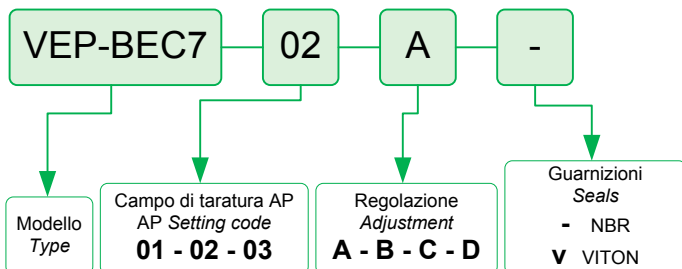 VEP-BEC7
02
A
-
Modello
Type
Campo di taratura AP
AP Setting code
01 - 02 - 03
Regolazione
Adjustment
A - B - C - D
Guarnizioni
Seals
- NBR
V VITON